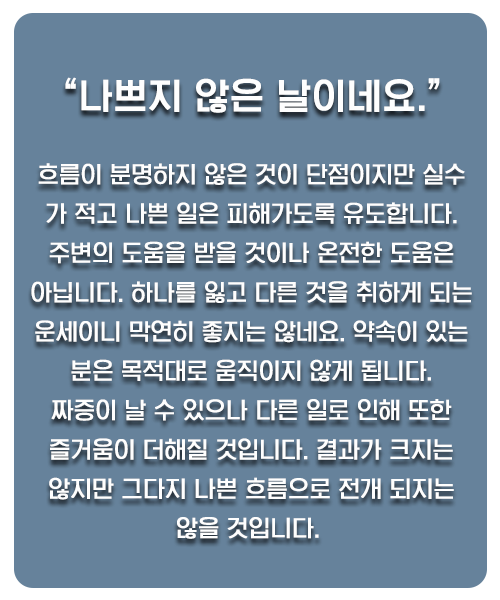 “나쁘지 않은 날이네요.”
흐름이 분명하지 않은 것이 단점이지만 실수
가 적고 나쁜 일은 피해가도록 유도합니다.
주변의 도움을 받을 것이나 온전한 도움은
아닙니다. 하나를 잃고 다른 것을 취하게 되는
운세이니 막연히 좋지는 않네요. 약속이 있는
분은 목적대로 움직이지 않게 됩니다.
짜증이 날 수 있으나 다른 일로 인해 또한
즐거움이 더해질 것입니다. 결과가 크지는
않지만 그다지 나쁜 흐름으로 전개 되지는
않을 것입니다.